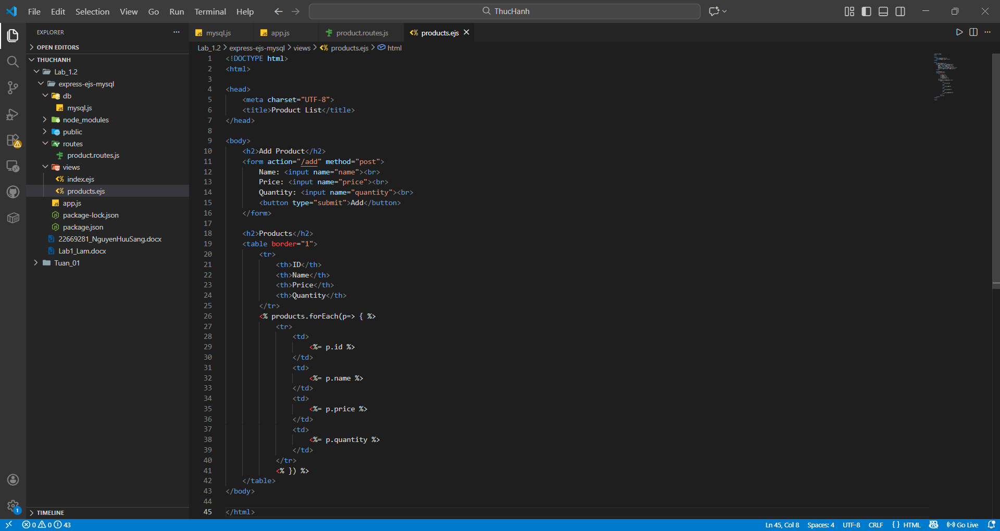 File Edit Selection View Go Run Terminal Help
ThucHanh
EXPLORER
OPEN EDITORS
THUCHANH
Lab_1.2
express-ejs-mysql
db
mysql.js
node_modules
public
routes
product.routes.js
views
index.ejs
products.ejs
app.js
package-lock.json
package.json
22669281_NguyenHuuSang.docx
Lab1_Lam.docx
Tuan_01
TIMELINE
mysql.js app.js product.routes.js products.ejs
Lab_1.2 > express-ejs-mysql > views > products.ejs > html
1 <!DOCTYPE html>
2 <html>
3
4 <head>
5     <meta charset="UTF-8">
6     <title>Product List</title>
7 </head>
8
9 <body>
10     <h2>Add Product</h2>
11     <form action="/add" method="post">
12         Name: <input name="name"><br>
13         Price: <input name="price"><br>
14         Quantity: <input name="quantity"><br>
15         <button type="submit">Add</button>
16     </form>
17
18     <h2>Products</h2>
19     <table border="1">
20         <tr>
21             <th>ID</th>
22             <th>Name</th>
23             <th>Price</th>
24             <th>Quantity</th>
25         </tr>
26         <% products.forEach(p=> { %>
27             <tr>
28                 <td>
29                     <%= p.id %>
30                 </td>
31                 <td>
32                     <%= p.name %>
33                 </td>
34                 <td>
35                     <%= p.price %>
36                 </td>
37                 <td>
38                     <%= p.quantity %>
39                 </td>
40             </tr>
41             <% }) %>
42     </table>
43 </body>
44
45 </html>
1
0 0 43
Ln 45, Col 8 Spaces: 4 UTF-8 CRLF { } HTML Go Live